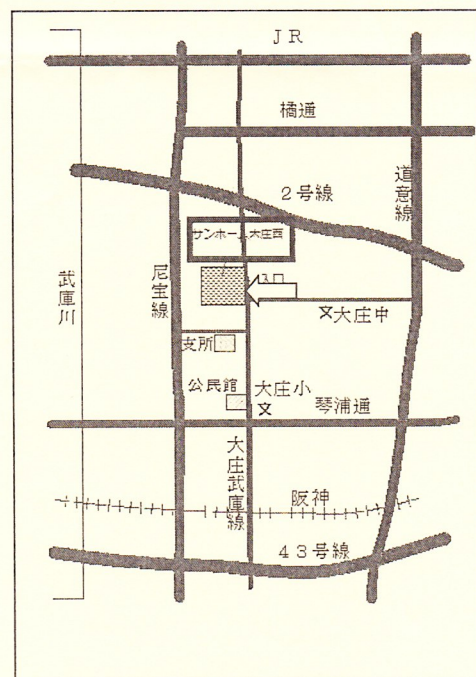 ＪＲ
橘通
道意線
２号線
サンホーム大庄西
武庫川
尼宝線
入口
文大庄中
支所
公民館
大庄小
文
琴浦通
大庄武庫線
阪神
４３号線